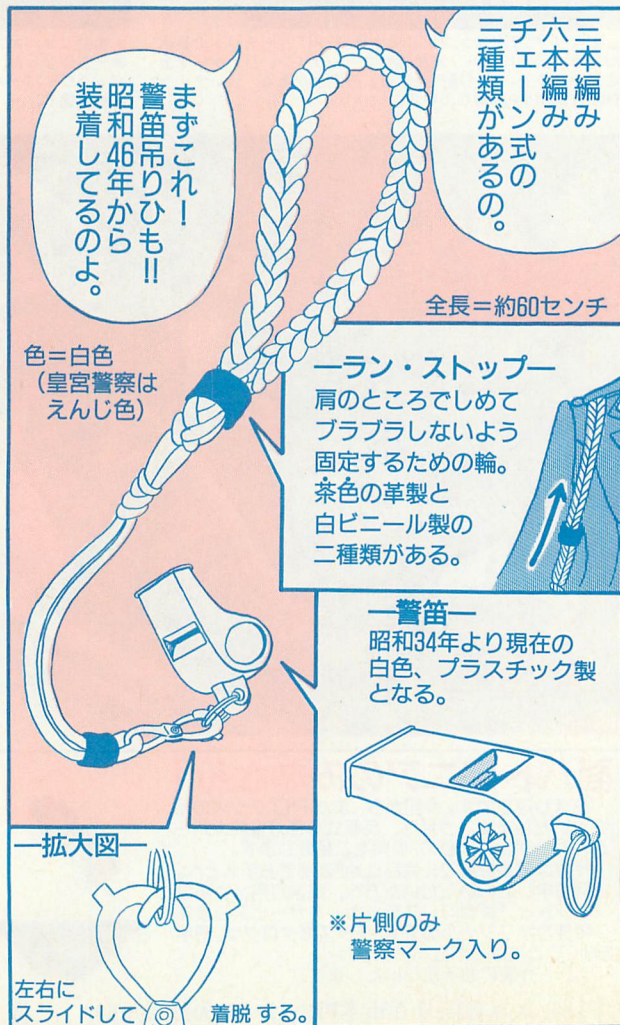 三本編み
六本編み
チェーン式の
三種類があるの。
まずこれ！
警笛吊りひも!!
昭和46年から
装着してるのよ。
全長＝約60センチ
色＝白色
（皇宮警察は
えんじ色）
―ラン・ストップ―
肩のところでしめて
ブラブラしないよう
固定するための輪。
茶色の革製と
白ビニール製の
二種類がある。
―警笛―
昭和34年より現在の
白色、プラスチック製
となる。
※片側のみ
警察マーク入り。
―拡大図―
左右に
スライドして
着脱する。